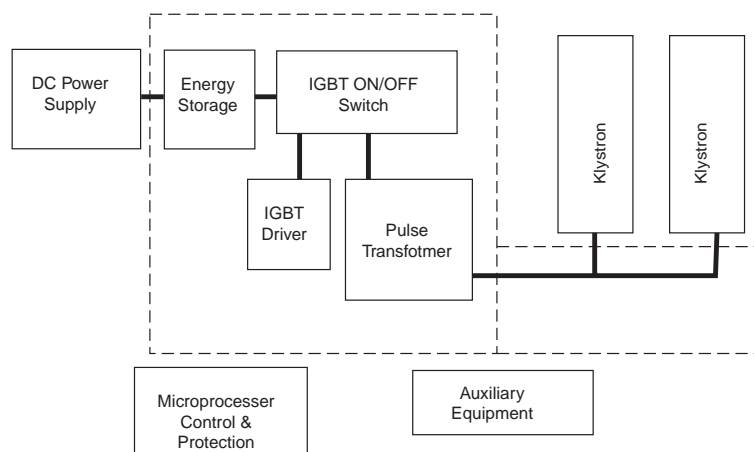 DC Power
Supply
Energy
Storage
IGBT ON/OFF
Switch
Klystron
Klystron
IGBT
Driver
Pulse
Transfotmer
Microprocesser
Control &
Protection
Auxiliary
Equipment